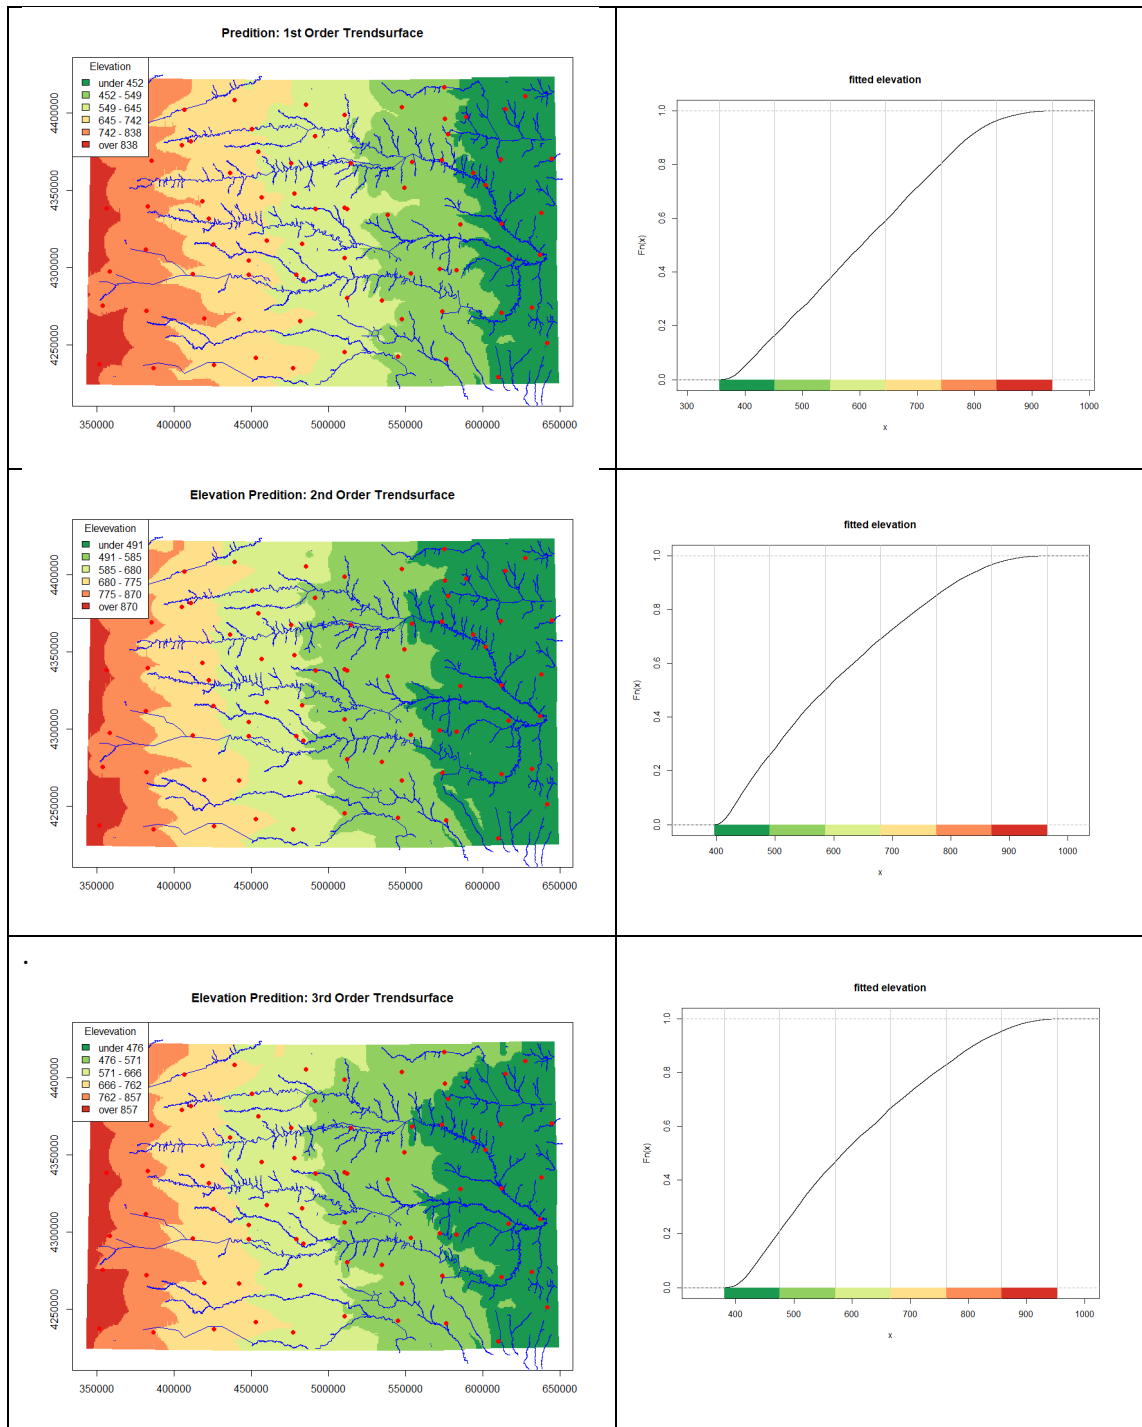 Predition: 1st Order Trendsurface
Elevation
under 452
452 - 549
549 - 645
645 - 742
742 - 838
over 838
4400000
4350000
4300000
4250000
350000 400000 450000 500000 550000 600000 650000
fitted elevation
Fn(x)
1.0
0.8
0.6
0.4
0.2
0.0
300 400 500 600 700 800 900 1000
x
Elevation Predition: 2nd Order Trendsurface
Elevevation
under 491
491 - 585
585 - 680
680 - 775
775 - 870
over 870
4400000
4350000
4300000
4250000
350000 400000 450000 500000 550000 600000 650000
fitted elevation
Fn(x)
1.0
0.8
0.6
0.4
0.2
0.0
400 500 600 700 800 900 1000
x
.
Elevation Predition: 3rd Order Trendsurface
Elevevation
under 476
476 - 571
571 - 666
666 - 762
762 - 857
over 857
4400000
4350000
4300000
4250000
350000 400000 450000 500000 550000 600000 650000
fitted elevation
Fn(x)
1.0
0.8
0.6
0.4
0.2
0.0
400 500 600 700 800 900 1000
x